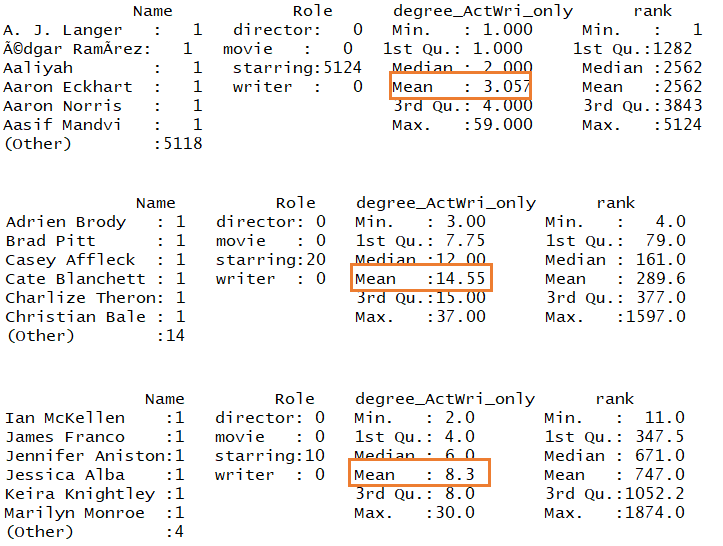 Name Role degree_ActWri_only rank
A. J. Langer : 1 director: 0 Min. : 1.000 Min. : 1
Ã©dgar RamÃ­rez: 1 movie : 0 1st Qu.: 1.000 1st Qu.:1282
Aaliyah : 1 starring:5124 Median : 2.000 Median :2562
Aaron Eckhart : 1 writer : 0 Mean : 3.057 Mean :2562
Aaron Norris : 1 3rd Qu.: 4.000 3rd Qu.:3843
Aasif Mandvi : 1 Max. :59.000 Max. :5124
(Other) :5118
Name Role degree_ActWri_only rank
Adrien Brody : 1 director: 0 Min. : 3.00 Min. : 4.0
Brad Pitt : 1 movie : 0 1st Qu.: 7.75 1st Qu.: 79.0
Casey Affleck : 1 starring:20 Median :12.00 Median : 161.0
Cate Blanchett : 1 writer : 0 Mean :14.55 Mean : 289.6
Charlize Theron: 1 3rd Qu.:15.00 3rd Qu.: 377.0
Christian Bale : 1 Max. :37.00 Max. :1597.0
(Other) :14
Name Role degree_ActWri_only rank
Ian McKellen :1 director: 0 Min. : 2.0 Min. : 11.0
James Franco :1 movie : 0 1st Qu.: 4.0 1st Qu.: 347.5
Jennifer Aniston:1 starring:10 Median : 6.0 Median : 671.0
Jessica Alba :1 writer : 0 Mean : 8.3 Mean : 747.0
Keira Knightley :1 3rd Qu.: 8.0 3rd Qu.:1052.2
Marilyn Monroe :1 Max. :30.0 Max. :1874.0
(Other) :4